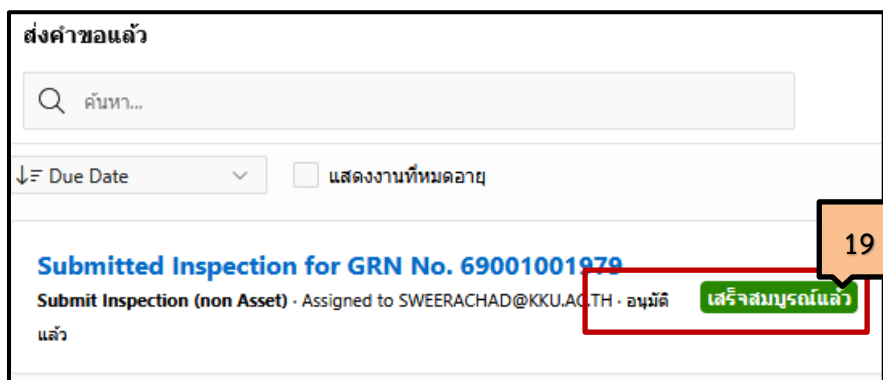 ส่งคำขอแล้ว
ค้นหา...
Due Date
แสดงงานที่หมดอายุ
19
Submitted Inspection for GRN No. 69001001979
Submit Inspection (non Asset) · Assigned to SWEERACHAD@KKU.AC.TH · อนุมัติ
แล้ว
เสร็จสมบูรณ์แล้ว